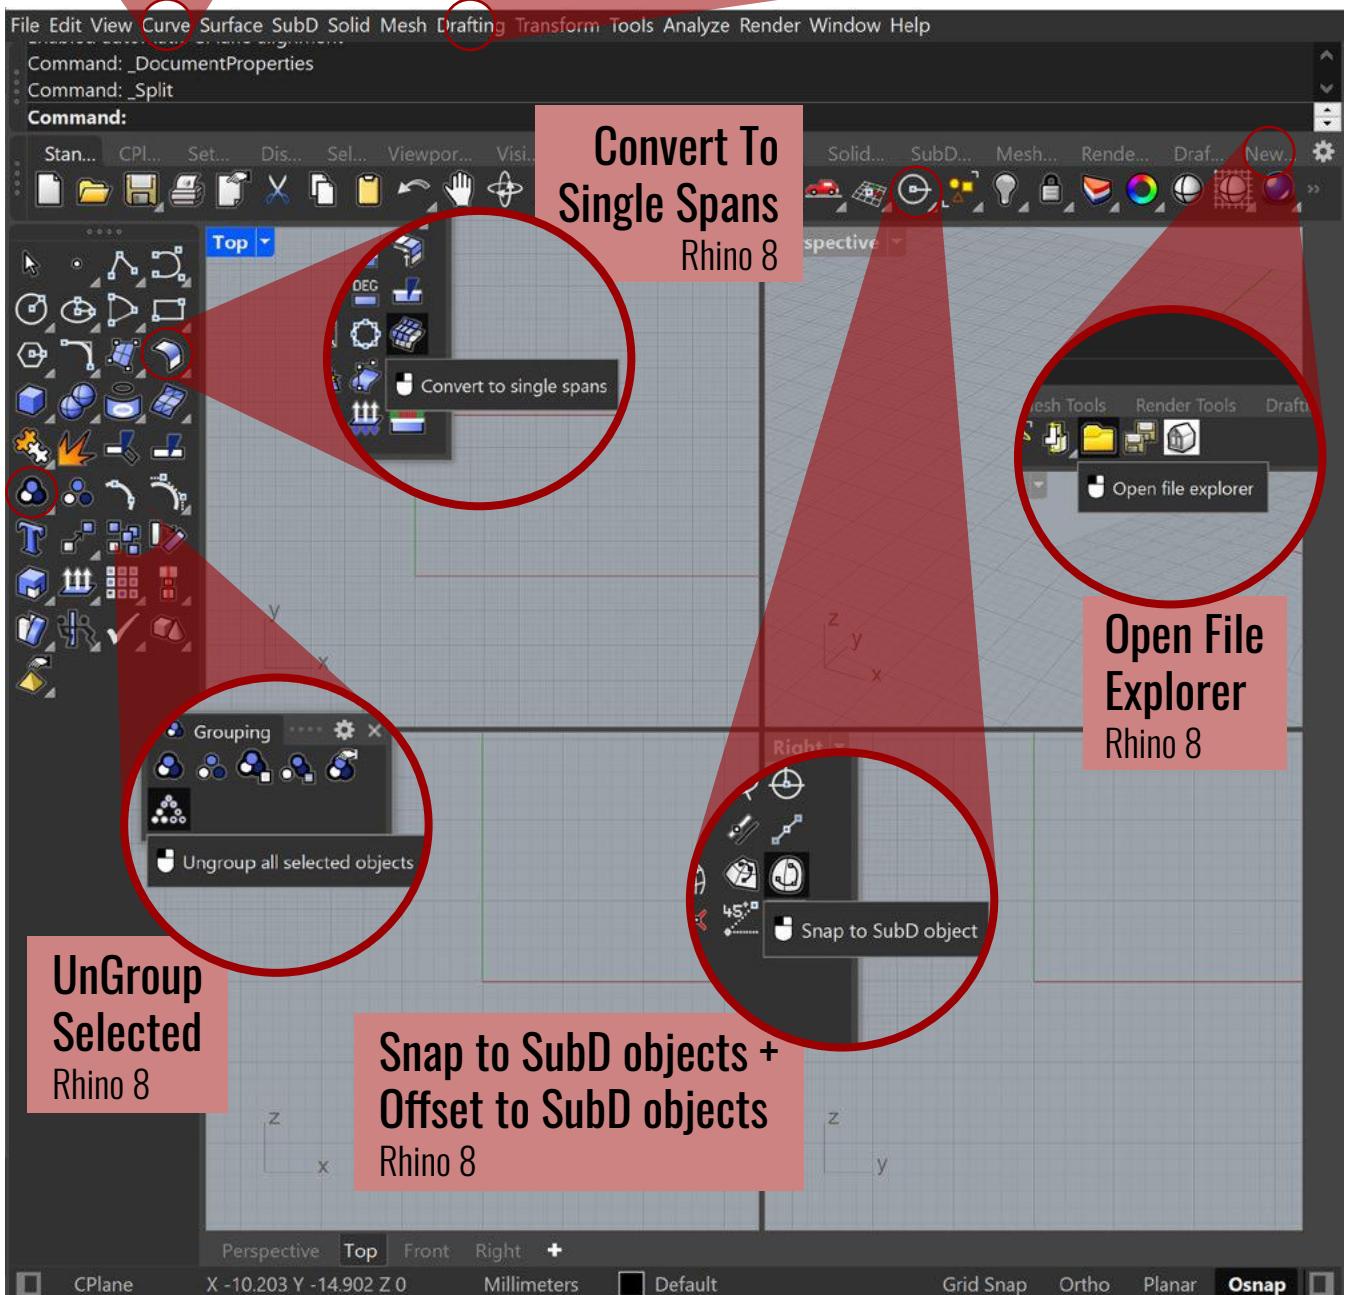 File Edit View Curve Surface SubD Solid Mesh Drafting Transform Tools Analyze Render Window Help
Command: _DocumentProperties
Command: _Split
Command:
Stan... CPl... Set... Dis... Sel... Viewpor... Visi... Solid... SubD... Mesh... Rende... Draf... New...
Convert To
Single Spans
Rhino 8
Top
spective
DEG
Convert to single spans
esh Tools Render Tools Drafti
Open file explorer
Open File
Explorer
Rhino 8
y
x
z
y
x
Grouping
Ungroup all selected objects
UnGroup
Selected
Rhino 8
Right
45°
Snap to SubD object
Snap to SubD objects +
Offset to SubD objects
Rhino 8
z
x
z
y
Perspective Top Front Right
CPlane X -10.203 Y -14.902 Z 0 Millimeters Default Grid Snap Ortho Planar Osnap